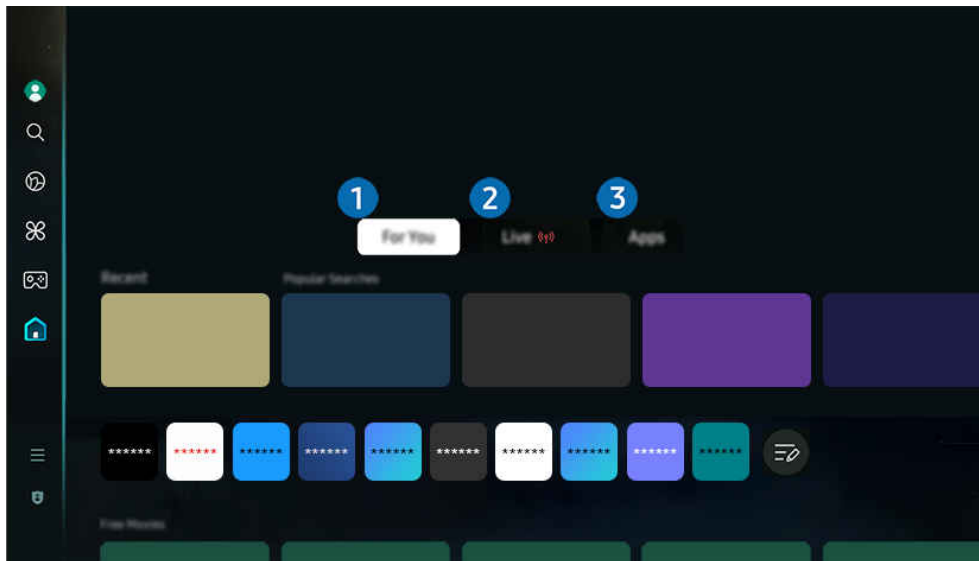 1 2 3
For You Live Apps
Recent Popular Searches
****** ****** ****** ****** ****** ****** ****** ****** ****** ******
Free Movies